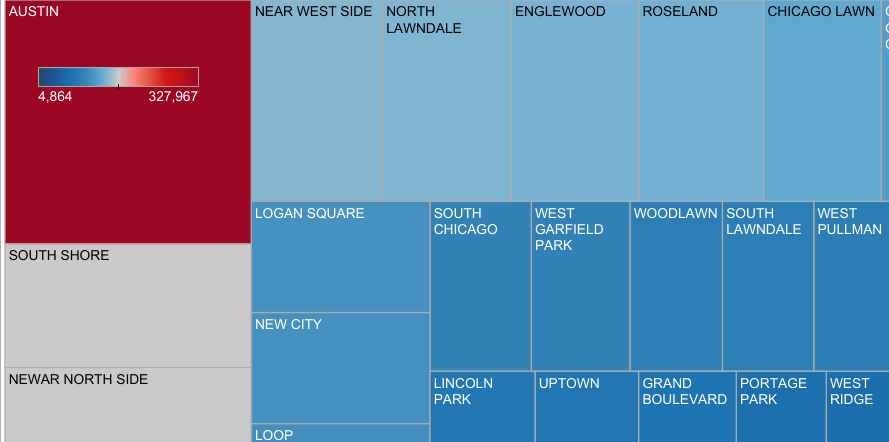 AUSTIN
4,864
327,967
SOUTH SHORE
NEWAR NORTH SIDE
NEAR WEST SIDE
NORTH
LAWNDALE
ENGLEWOOD
ROSELAND
CHICAGO LAWN
LOGAN SQUARE
NEW CITY
LOOP
SOUTH
CHICAGO
WEST
GARFIELD
PARK
WOODLAWN
SOUTH
LAWNDALE
WEST
PULLMAN
LINCOLN
PARK
UPTOWN
GRAND
BOULEVARD
PORTAGE
PARK
WEST
RIDGE